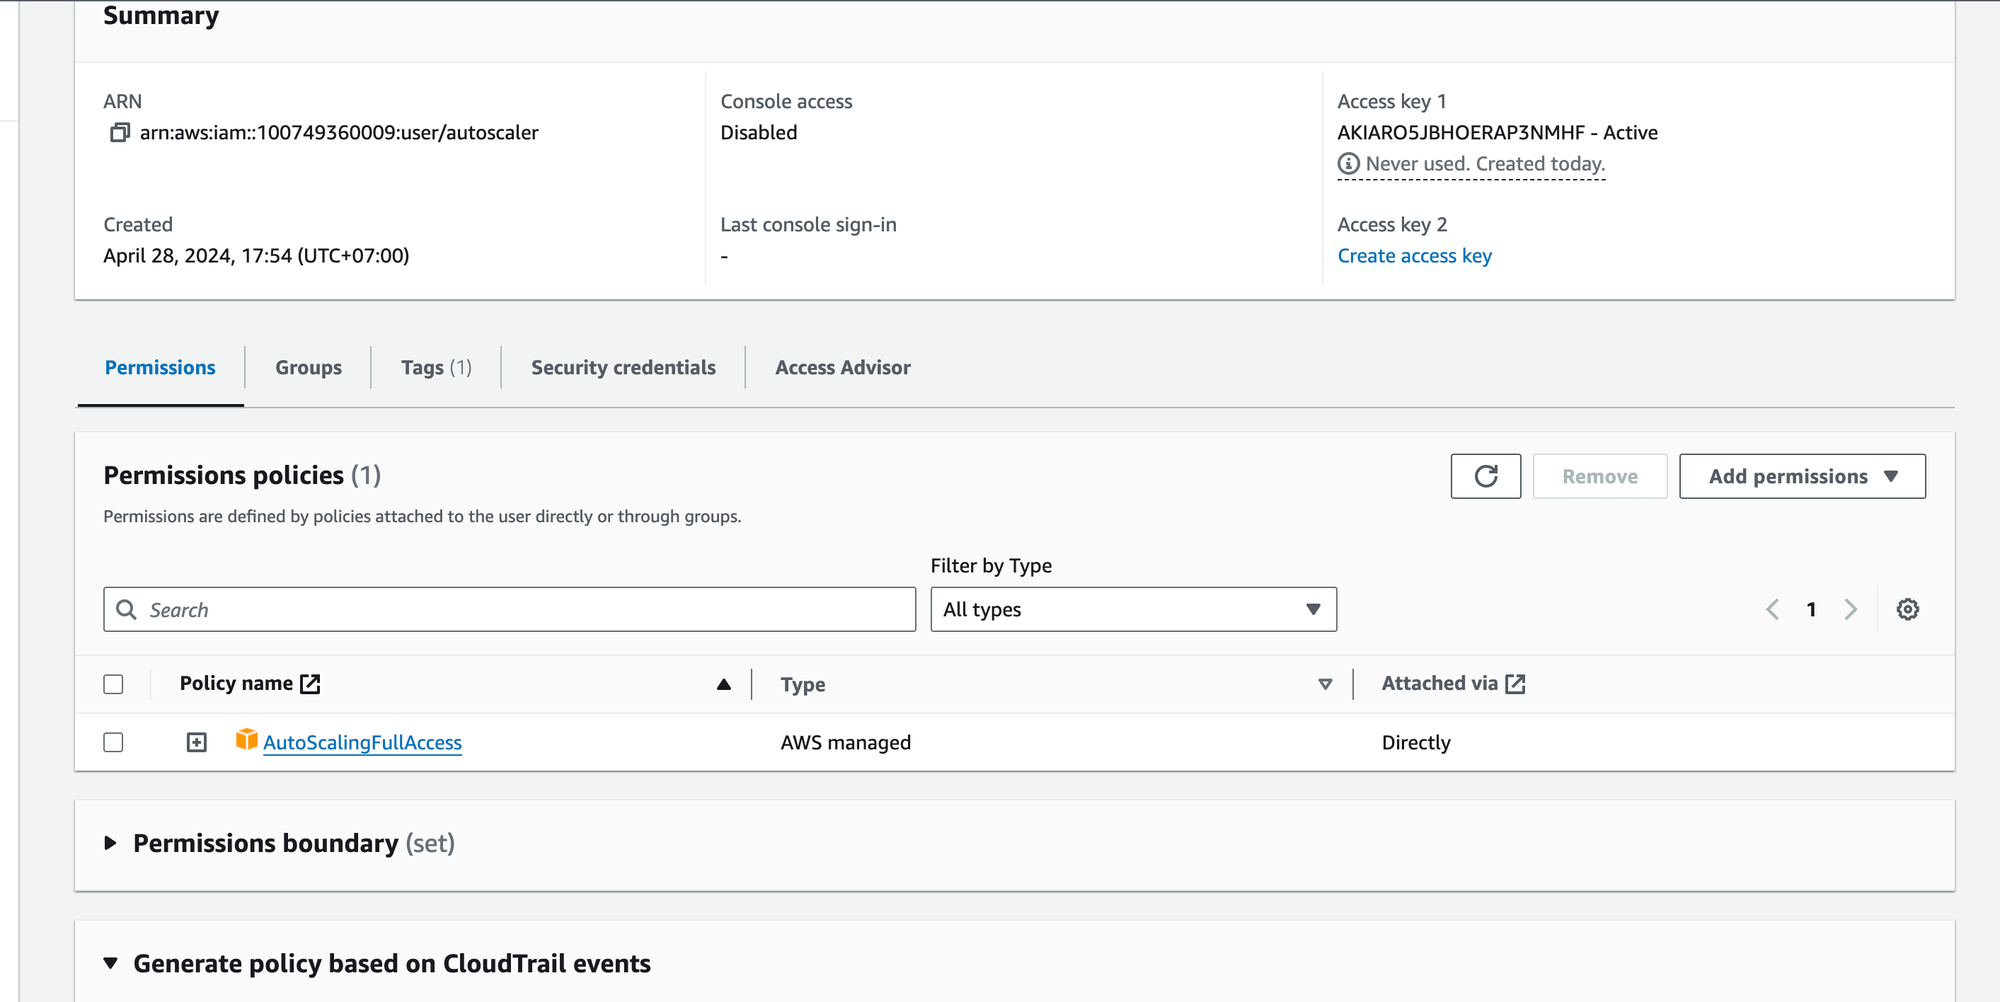 Summary
ARN
arn:aws:iam::100749360009:user/autoscaler
Console access
Disabled
Access key 1
AKIARO5JBHOERAP3NMHF - Active
Never used. Created today.
Created
April 28, 2024, 17:54 (UTC+07:00)
Last console sign-in
-
Access key 2
Create access key
Permissions
Groups
Tags (1)
Security credentials
Access Advisor
Permissions policies (1)
Remove
Add permissions
Permissions are defined by policies attached to the user directly or through groups.
Filter by Type
Search
All types
1
Policy name
Type
Attached via
AutoScalingFullAccess
AWS managed
Directly
Permissions boundary (set)
Generate policy based on CloudTrail events